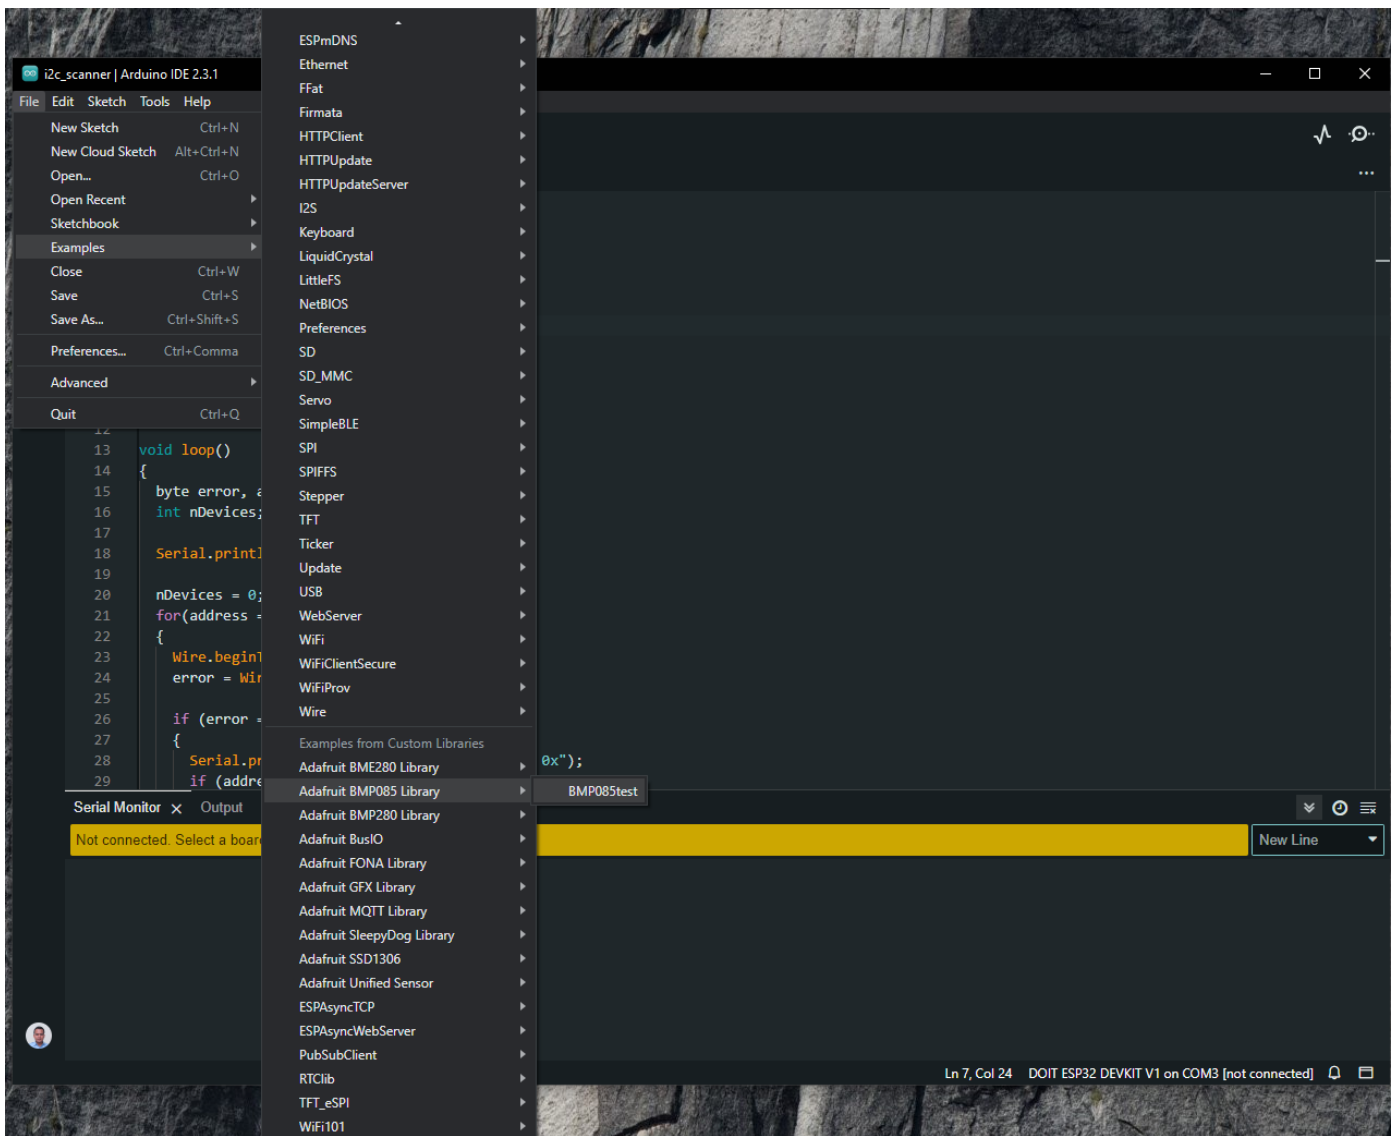 i2c_scanner | Arduino IDE 2.3.1
File Edit Sketch Tools Help
New Sketch Ctrl+N
New Cloud Sketch Alt+Ctrl+N
Open... Ctrl+O
Open Recent
Sketchbook
Examples
Close Ctrl+W
Save Ctrl+S
Save As... Ctrl+Shift+S
Preferences... Ctrl+Comma
Advanced
Quit Ctrl+Q
ESPmDNS
Ethernet
FFat
Firmata
HTTPClient
HTTPUpdate
HTTPUpdateServer
I2S
Keyboard
LiquidCrystal
LittleFS
NetBIOS
Preferences
SD
SD_MMC
Servo
SimpleBLE
SPI
SPIFFS
Stepper
TFT
Ticker
Update
USB
WebServer
WiFi
WiFiClientSecure
WiFiProv
Wire
Examples from Custom Libraries
Adafruit BME280 Library
Adafruit BMP085 Library
Adafruit BMP280 Library
Adafruit BusIO
Adafruit FONA Library
Adafruit GFX Library
Adafruit MQTT Library
Adafruit SleepyDog Library
Adafruit SSD1306
Adafruit Unified Sensor
ESPAsyncTCP
ESPAsyncWebServer
PubSubClient
RTClib
TFT_eSPI
WiFi101
BMP085test
12
13 void loop()
14 {
15 byte error, a
16 int nDevices;
17
18 Serial.printl
19
20 nDevices = 0;
21 for(address =
22 {
23 Wire.beginT
24 error = Wir
25
26 if (error =
27 {
28 Serial.pr 0x");
29 if (addre
Serial Monitor Output
Not connected. Select a boar
New Line
Ln 7, Col 24 DOIT ESP32 DEVKIT V1 on COM3 [not connected]